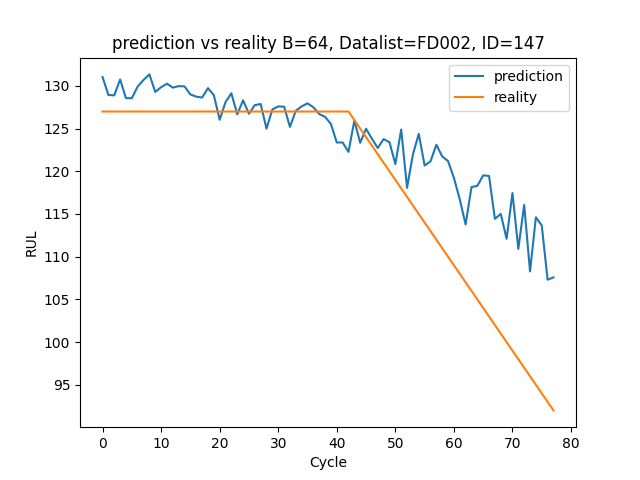 prediction vs reality B=64, Datalist=FD002, ID=147
prediction
reality
RUL
130
125
120
115
110
105
100
95
0 10 20 30 40 50 60 70 80
Cycle